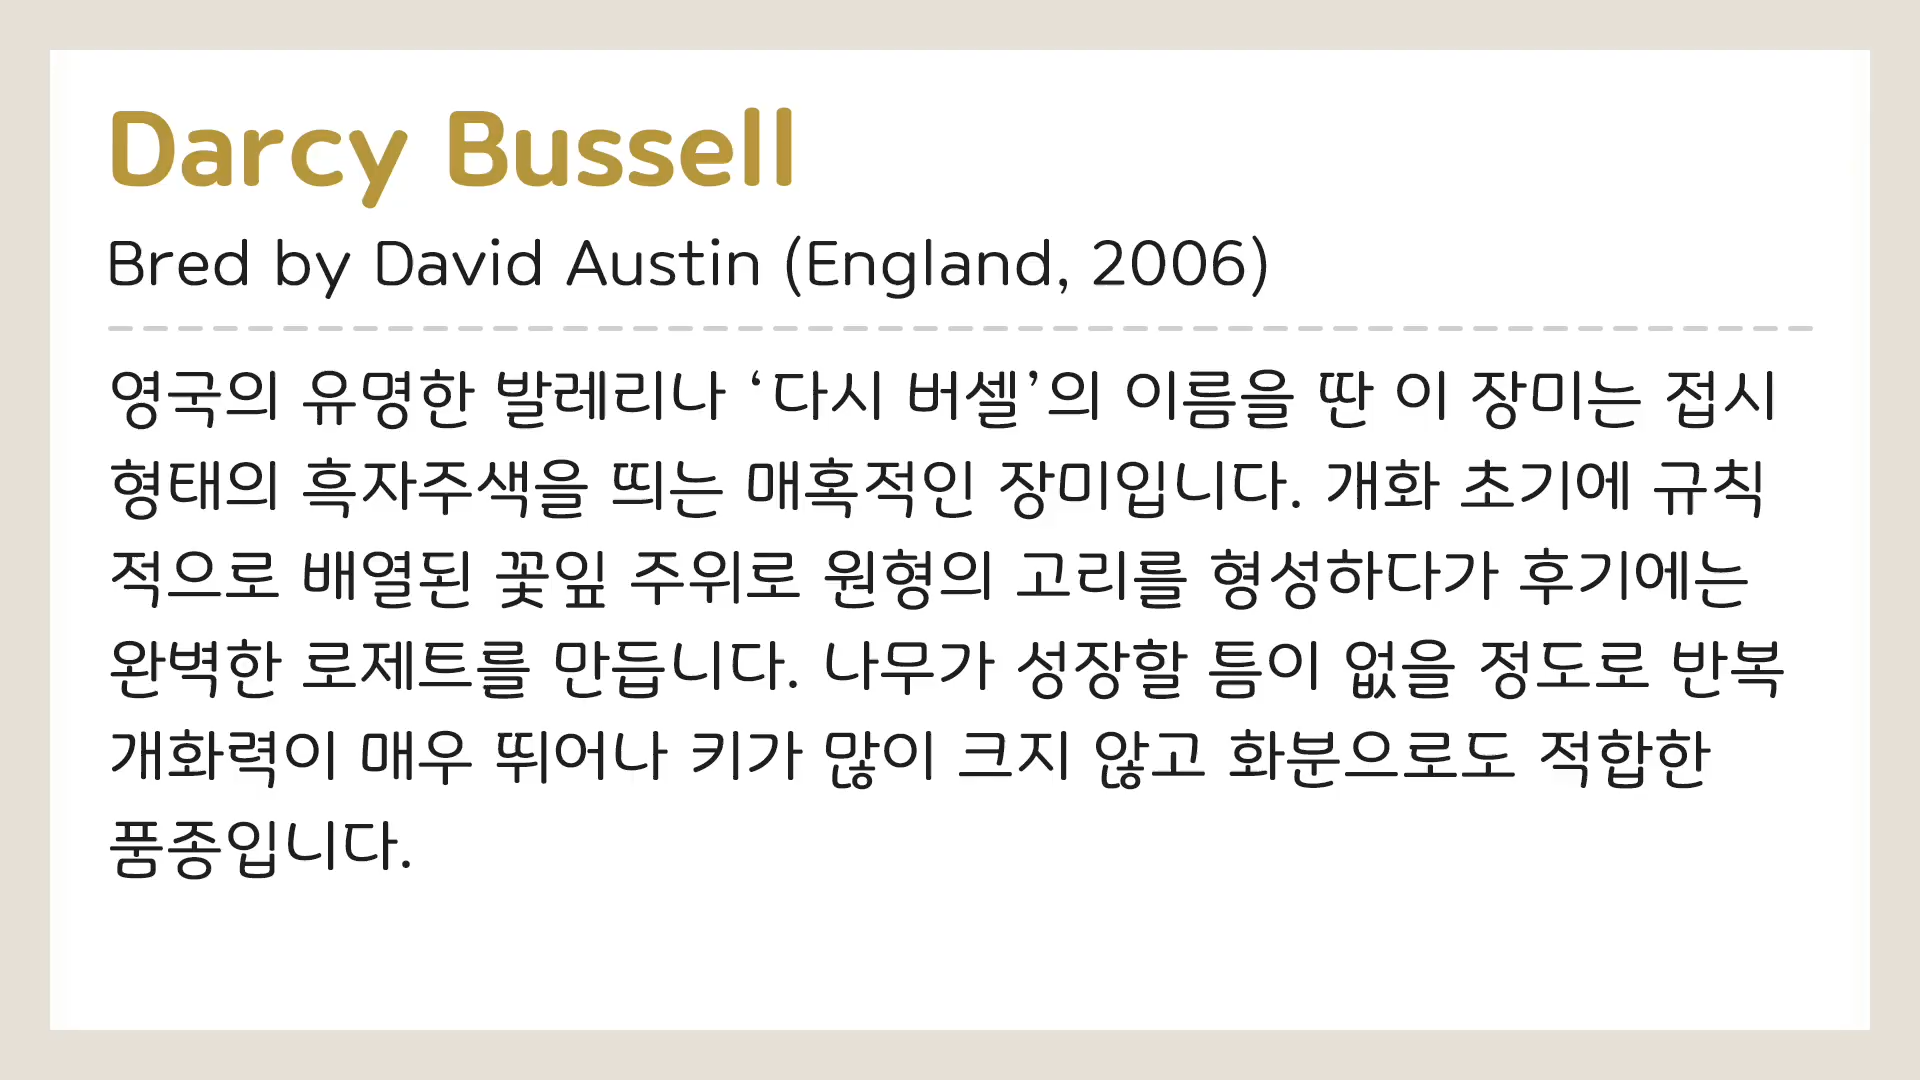 Darcy Bussell
Bred by David Austin (England, 2006)
영국의 유명한 발레리나 ‘다시 버셀’의 이름을 딴 이 장미는 접시
형태의 흑자주색을 띄는 매혹적인 장미입니다. 개화 초기에 규칙
적으로 배열된 꽃잎 주위로 원형의 고리를 형성하다가 후기에는
완벽한 로제트를 만듭니다. 나무가 성장할 틈이 없을 정도로 반복
개화력이 매우 뛰어나 키가 많이 크지 않고 화분으로도 적합한
품종입니다.